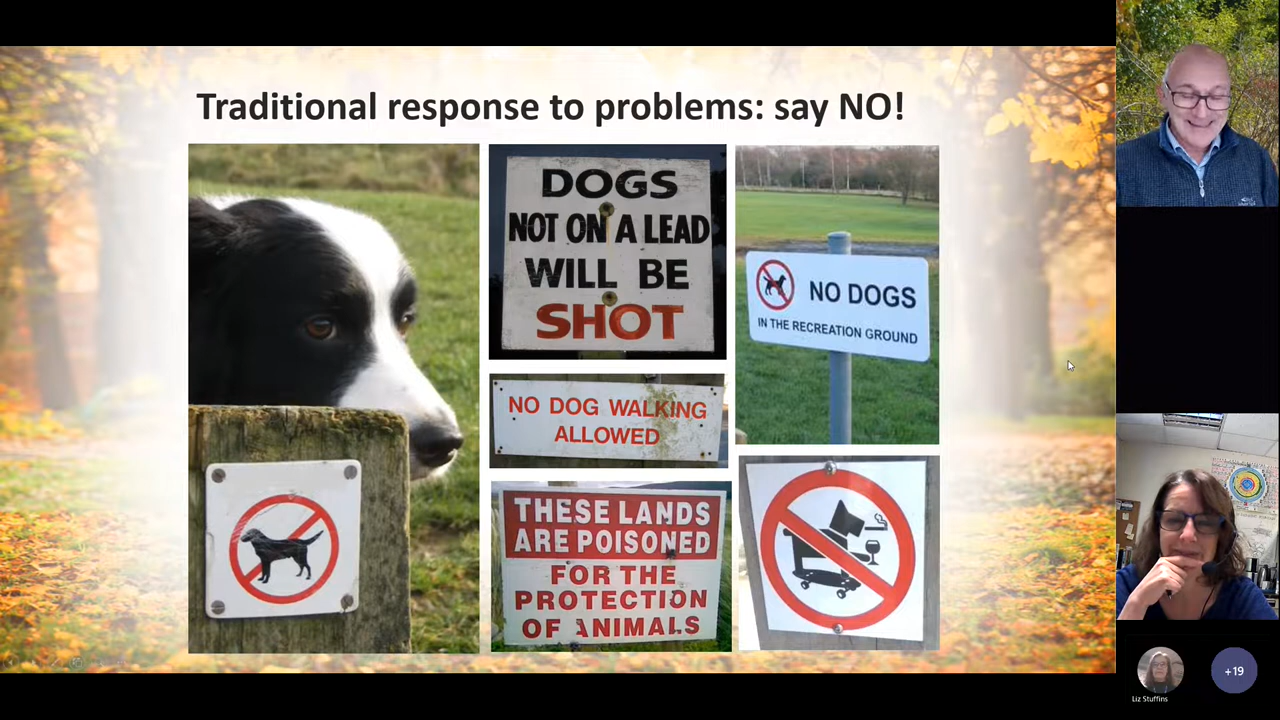 Traditional response to problems: say NO!
DOGS
NOT ON A LEAD
WILL BE
SHOT
NO DOGS
IN THE RECREATION GROUND
NO DOG WALKING
ALLOWED
THESE LANDS
ARE POISONED
FOR THE
PROTECTION
OF ANIMALS
Liz Stuffins
+19